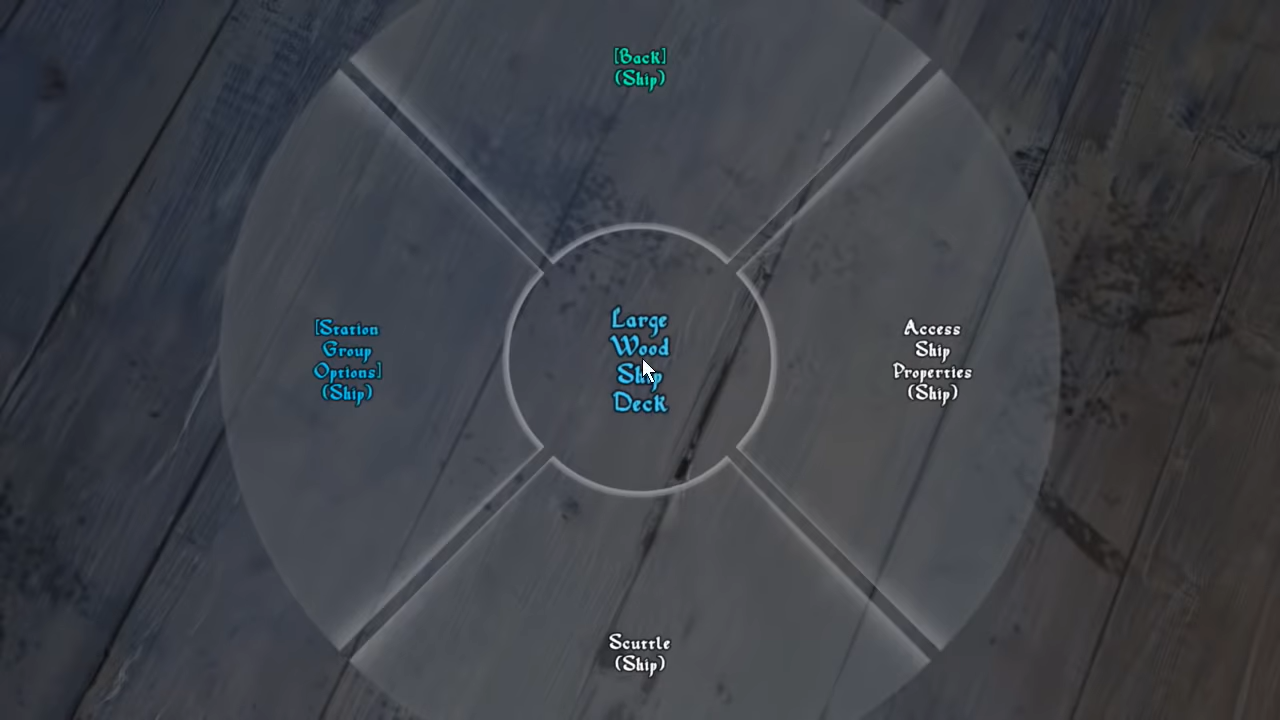 [Back]
(Ship)
[Station
Group
Options]
(Ship)
Large
Wood
Ship
Deck
Access
Ship
Properties
(Ship)
Scuttle
(Ship)